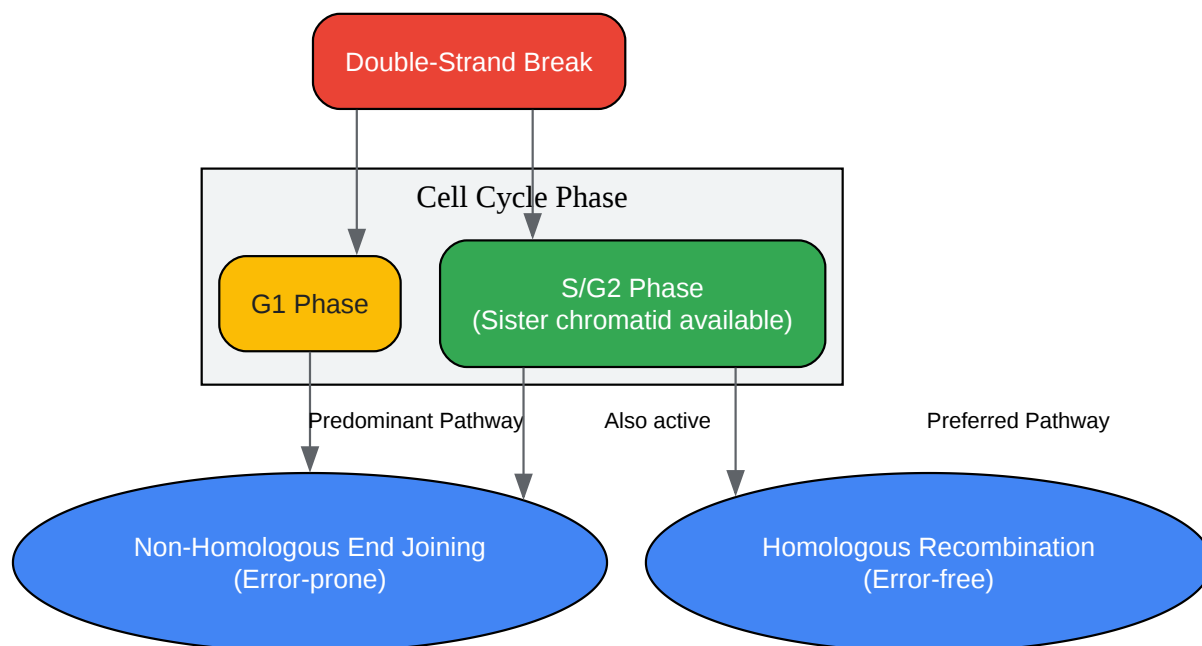 Double-Strand Break
Cell Cycle Phase
G1 Phase
S/G2 Phase
(Sister chromatid available)
Predominant Pathway
Also active
Preferred Pathway
Non-Homologous End Joining
(Error-prone)
Homologous Recombination
(Error-free)